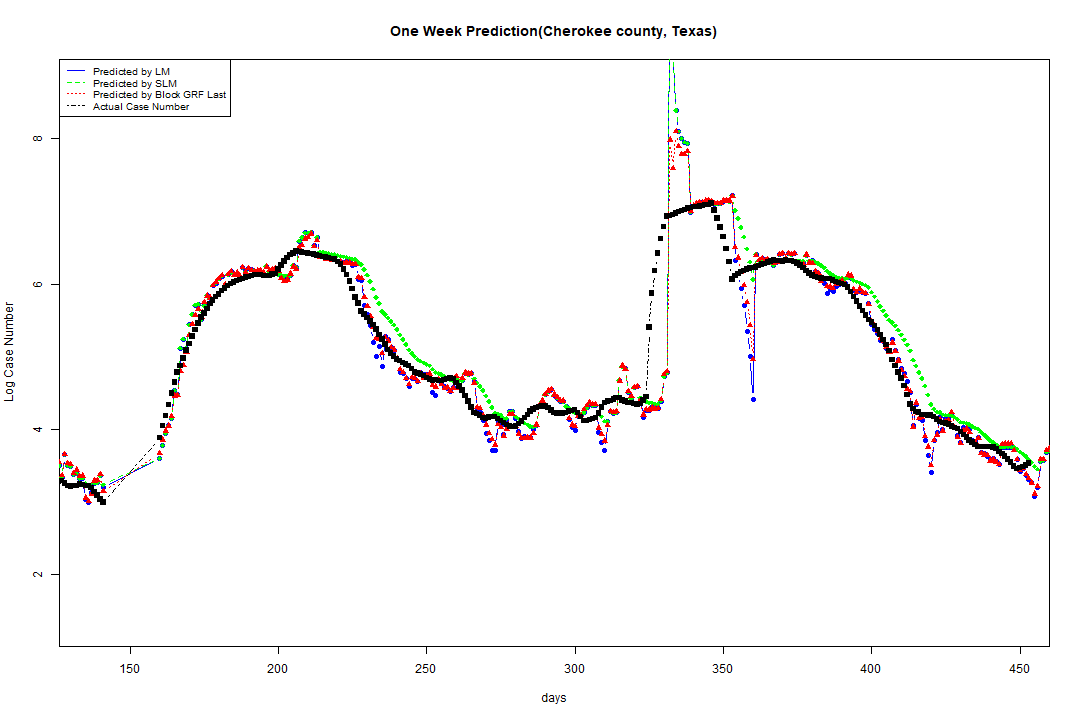 One Week Prediction(Cherokee county, Texas)
Predicted by LM
Predicted by SLM
Predicted by Block GRF Last
Actual Case Number
8
6
4
2
Log Case Number
150 200 250 300 350 400 450
days